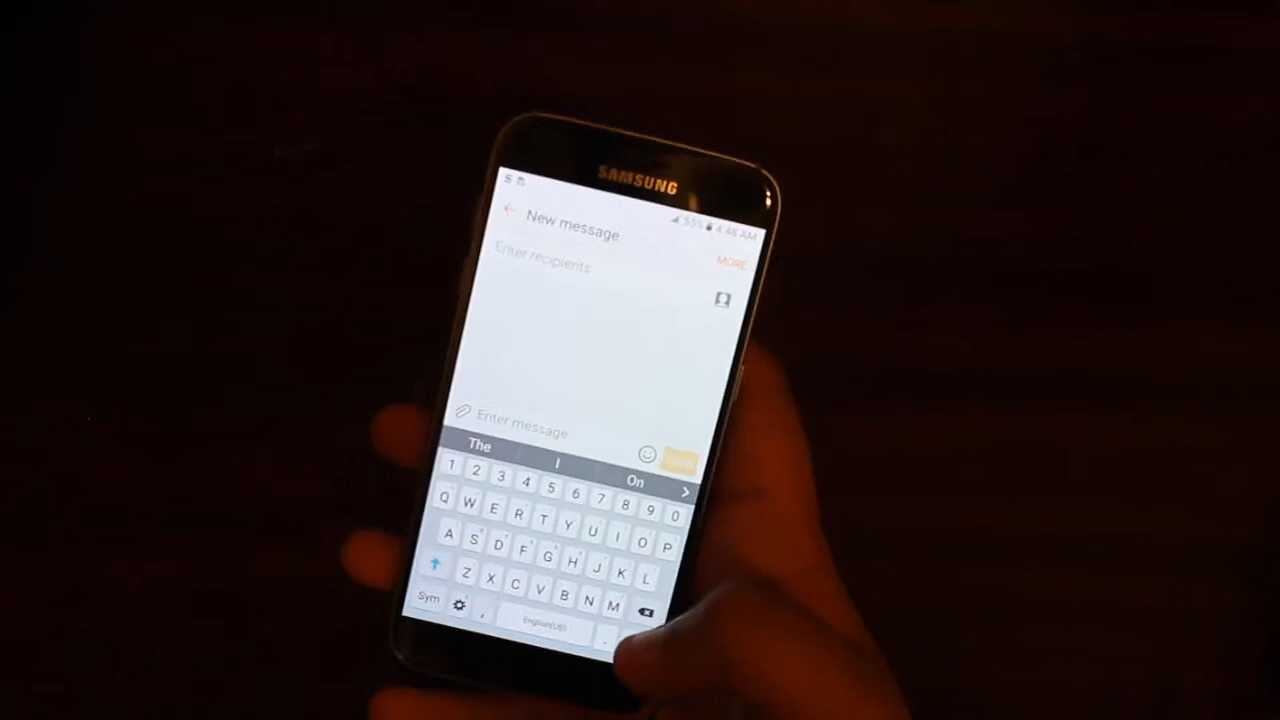 SAMSUNG
S 55% 4:48 AM
New message
MORE
Enter recipients
Enter message
The I On >
1 2 3 4 5 6 7 8 9 0
Q W E R T Y U I O P
A S D F G H J K L
Z X C V B N M
Sym , English(US) .